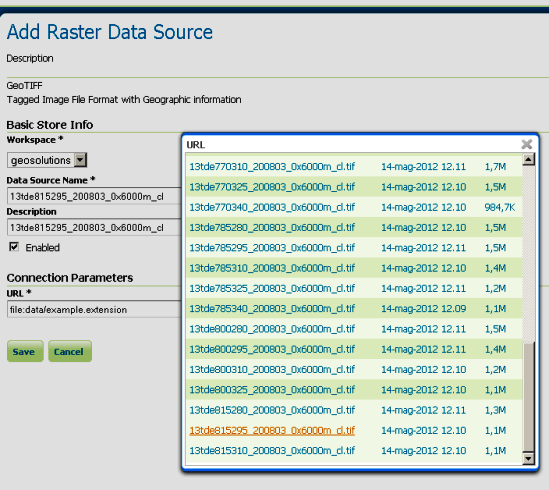 Add Raster Data Source
Description
GeoTIFF
Tagged Image File Format with Geographic information
Basic Store Info
Workspace *
geosolutions
Data Source Name *
13tde815295_200803_0x6000m_cl
Description
13tde815295_200803_0x6000m_cl
Enabled
Connection Parameters
URL *
file:data/example.extension
Save Cancel
URL
13tde770310_200803_0x6000m_cl.tif 14-mag-2012 12.11 1,7M
13tde770325_200803_0x6000m_cl.tif 14-mag-2012 12.10 1,5M
13tde770340_200803_0x6000m_cl.tif 14-mag-2012 12.10 984,7K
13tde785280_200803_0x6000m_cl.tif 14-mag-2012 12.10 1,5M
13tde785295_200803_0x6000m_cl.tif 14-mag-2012 12.11 1,5M
13tde785310_200803_0x6000m_cl.tif 14-mag-2012 12.10 1,4M
13tde785325_200803_0x6000m_cl.tif 14-mag-2012 12.11 1,2M
13tde785340_200803_0x6000m_cl.tif 14-mag-2012 12.09 1,1M
13tde800280_200803_0x6000m_cl.tif 14-mag-2012 12.11 1,5M
13tde800295_200803_0x6000m_cl.tif 14-mag-2012 12.11 1,4M
13tde800310_200803_0x6000m_cl.tif 14-mag-2012 12.10 1,2M
13tde800325_200803_0x6000m_cl.tif 14-mag-2012 12.10 1,1M
13tde815280_200803_0x6000m_cl.tif 14-mag-2012 12.11 1,3M
13tde815295_200803_0x6000m_cl.tif 14-mag-2012 12.10 1,1M
13tde815310_200803_0x6000m_cl.tif 14-mag-2012 12.10 1,1M